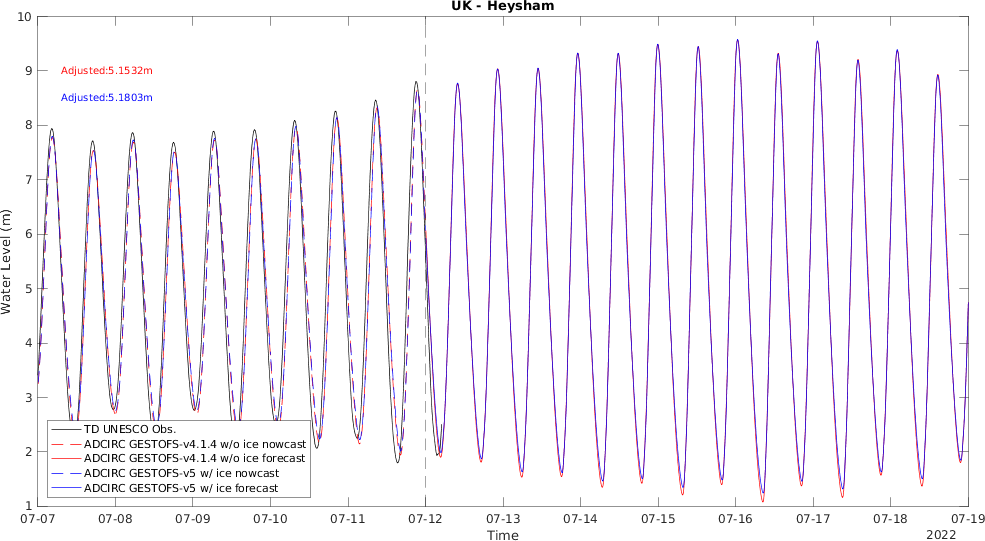 UK - Heysham
10
9
8
7
6
5
4
3
2
1
Water Level (m)
Adjusted:5.1532m
Adjusted:5.1803m
TD UNESCO Obs.
ADCIRC GESTOFS-v4.1.4 w/o ice nowcast
ADCIRC GESTOFS-v4.1.4 w/o ice forecast
ADCIRC GESTOFS-v5 w/ ice nowcast
ADCIRC GESTOFS-v5 w/ ice forecast
07-07 07-08 07-09 07-10 07-11 07-12 07-13 07-14 07-15 07-16 07-17 07-18 07-19
Time
2022